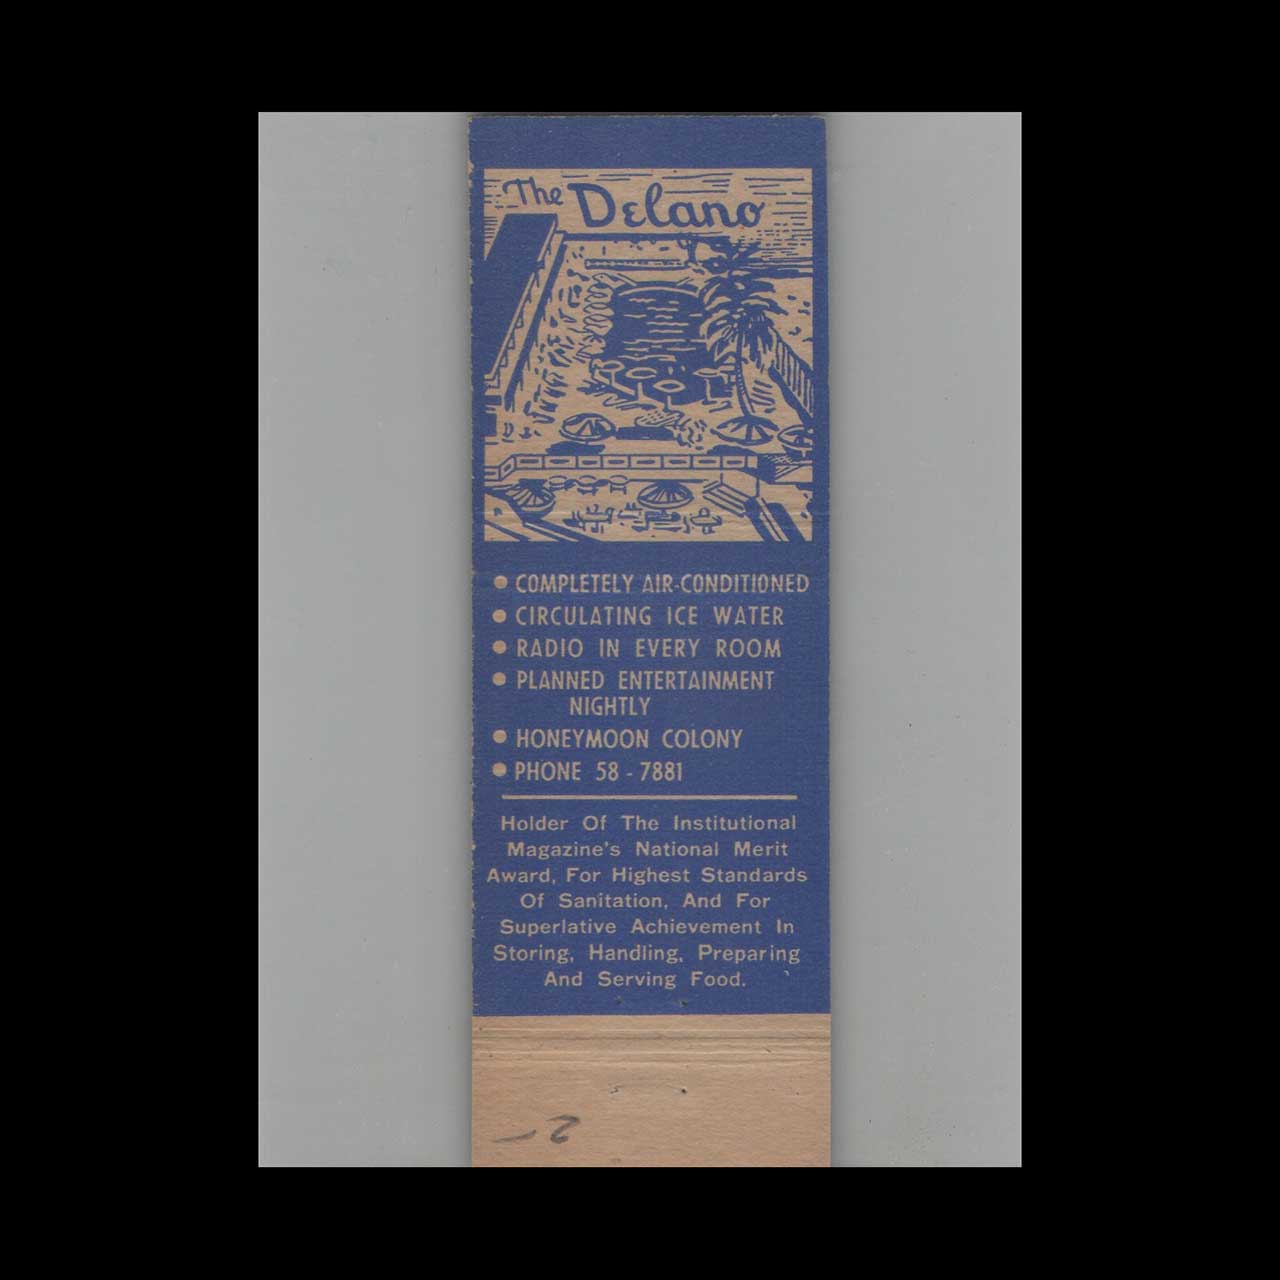 The Delano
• COMPLETELY AIR-CONDITIONED
• CIRCULATING ICE WATER
• RADIO IN EVERY ROOM
• PLANNED ENTERTAINMENT
NIGHTLY
• HONEYMOON COLONY
• PHONE 58 - 7881
Holder Of The Institutional
Magazine's National Merit
Award, For Highest Standards
Of Sanitation, And For
Superlative Achievement In
Storing, Handling, Preparing
And Serving Food.
— 2